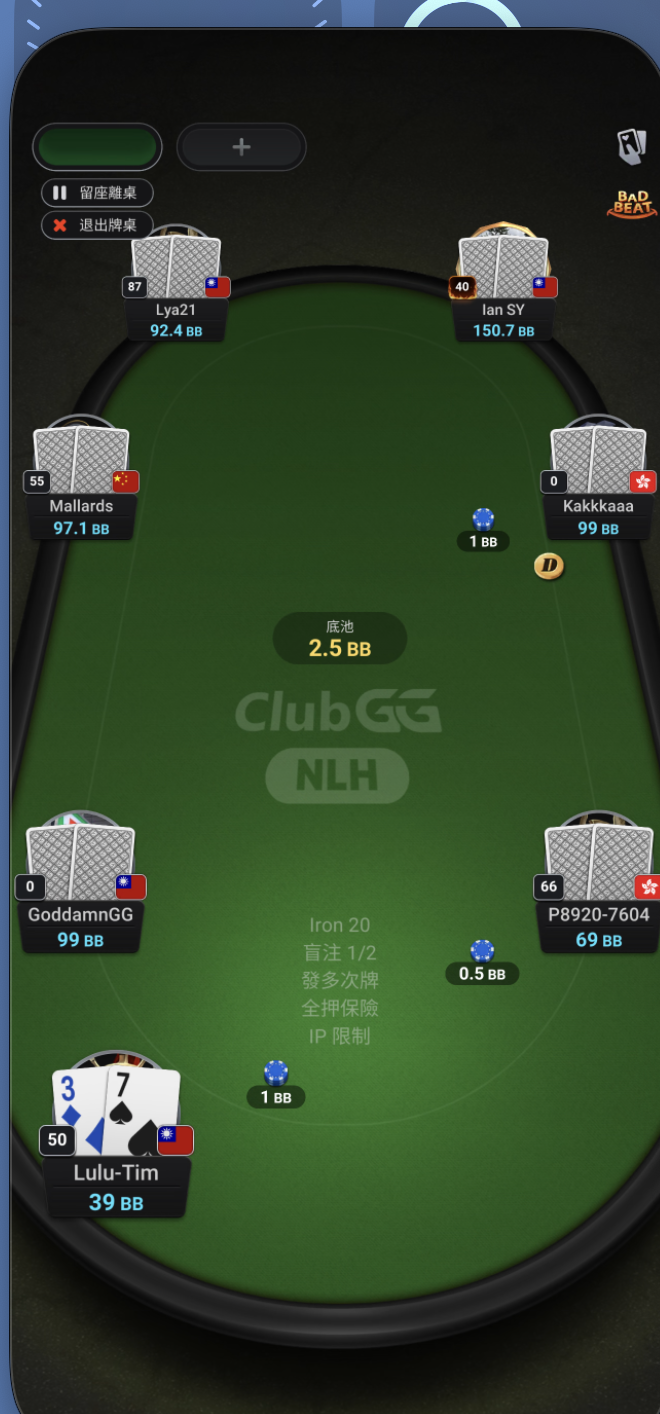 +
留座離桌
退出牌桌
BAD
BEAT
87
Lya21
92.4 BB
40
Ian SY
150.7 BB
55
Mallards
97.1 BB
0
Kakkkaaa
99 BB
1 BB
D
底池
2.5 BB
ClubGG
NLH
0
GoddamnGG
99 BB
66
P8920-7604
69 BB
Iron 20
盲注 1/2
發多次牌
全押保險
IP 限制
0.5 BB
1 BB
3
7
50
Lulu-Tim
39 BB